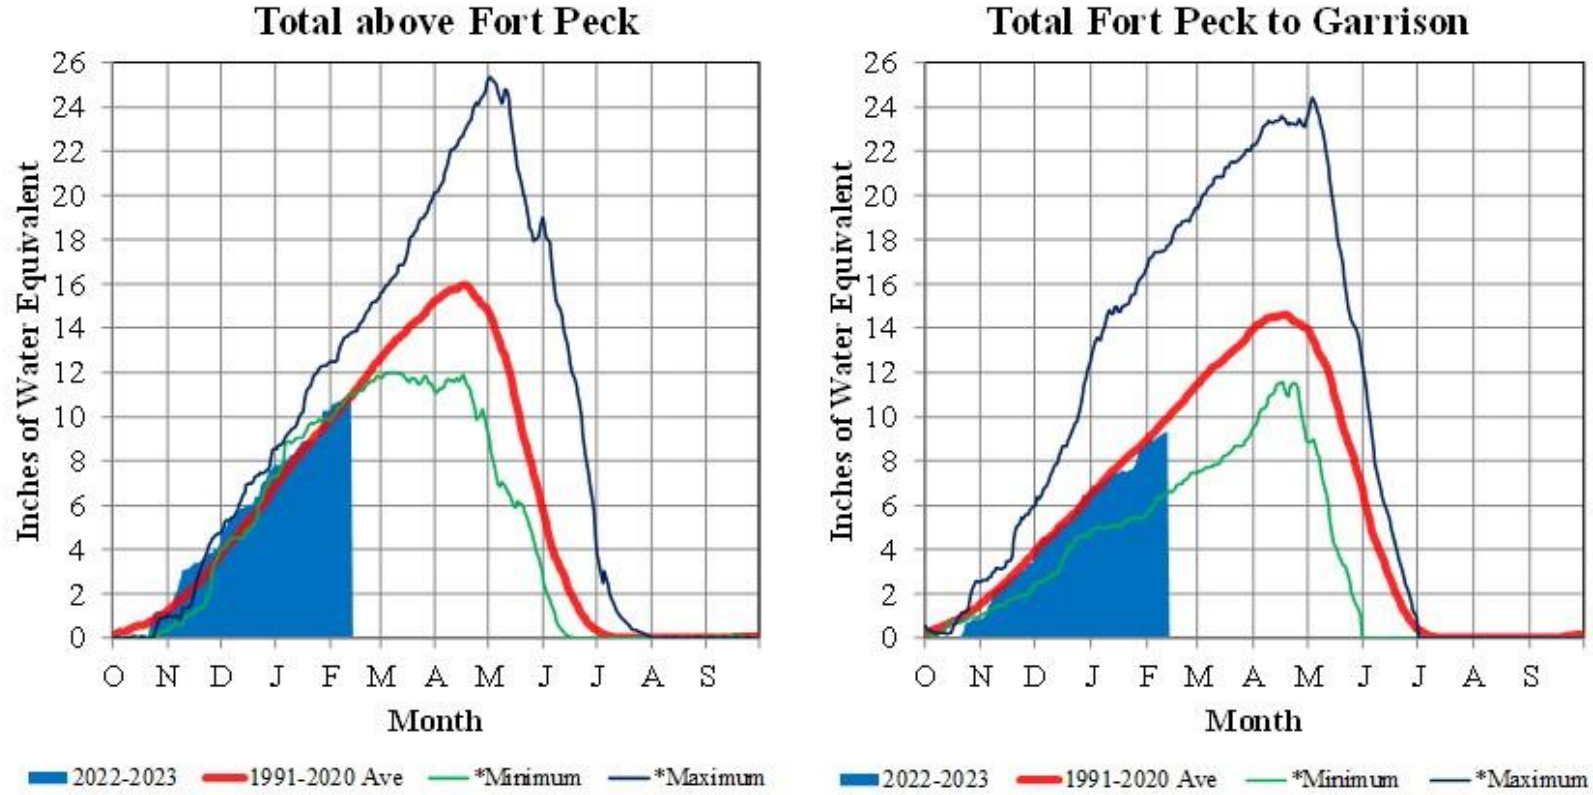 Total above Fort Peck
Inches of Water Equivalent
26
24
22
20
18
16
14
12
10
8
6
4
2
0
O N D J F M A M J J A S
Month
2022-2023 1991-2020 Ave *Minimum *Maximum
Total Fort Peck to Garrison
Inches of Water Equivalent
26
24
22
20
18
16
14
12
10
8
6
4
2
0
O N D J F M A M J J A S
Month
2022-2023 1991-2020 Ave *Minimum *Maximum